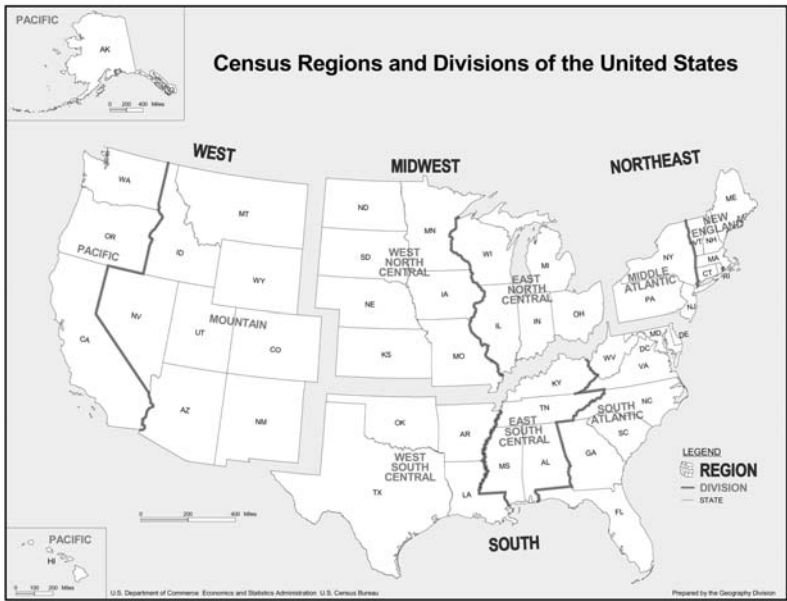 PACIFIC
AK
0 200 400 Miles
Census Regions and Divisions of the United States
WEST
MIDWEST
NORTHEAST
WA
MT
ND
MN
ME
OR
ID
SD
WI
MI
NY
VT
NH
NEW
ENGLAND
PACIFIC
WY
WEST
NORTH
CENTRAL
EAST
NORTH
CENTRAL
MIDDLE
ATLANTIC
MA
CT
RI
NV
UT
MOUNTAIN
CO
NE
IA
IL
IN
OH
PA
NJ
CA
KS
MO
WV
MD
DE
DC
VA
KY
AZ
NM
OK
AR
TN
NC
EAST
SOUTH
CENTRAL
SOUTH
ATLANTIC
SC
TX
WEST
SOUTH
CENTRAL
LA
MS
AL
GA
FL
LEGEND
REGION
DIVISION
STATE
0 200 400 Miles
SOUTH
PACIFIC
HI
0 100 200 Miles
U.S. Department of Commerce Economics and Statistics Administration U.S. Census Bureau
Prepared by the Geography Division